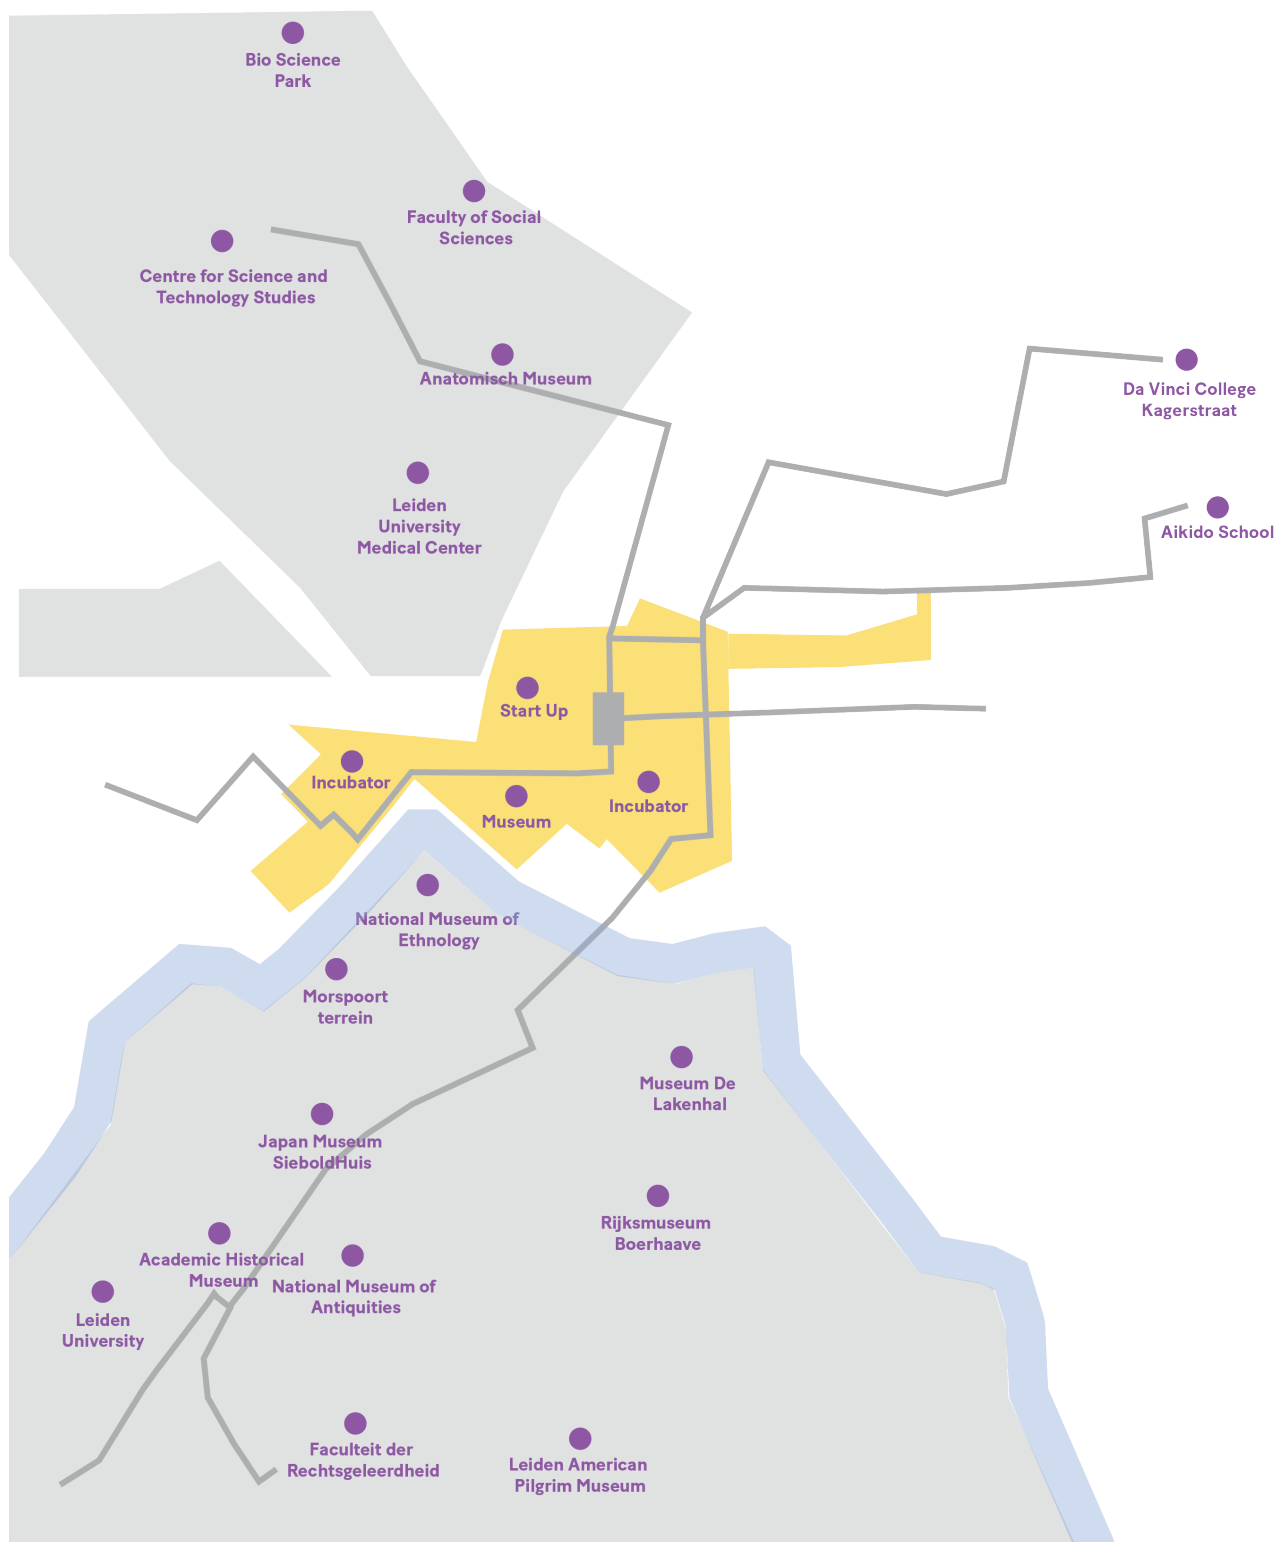 Bio Science
Park
Faculty of Social
Sciences
Centre for Science and
Technology Studies
Anatomisch Museum
Da Vinci College
Kagerstraat
Leiden
University
Medical Center
Aikido School
Start Up
Incubator
Museum
Incubator
National Museum of
Ethnology
Morspoort
terrein
Museum De
Lakenhal
Japan Museum
SieboldHuis
Rijksmuseum
Boerhaave
Academic Historical
Museum
National Museum of
Antiquities
Leiden
University
Faculteit der
Rechtsgeleerdheid
Leiden American
Pilgrim Museum